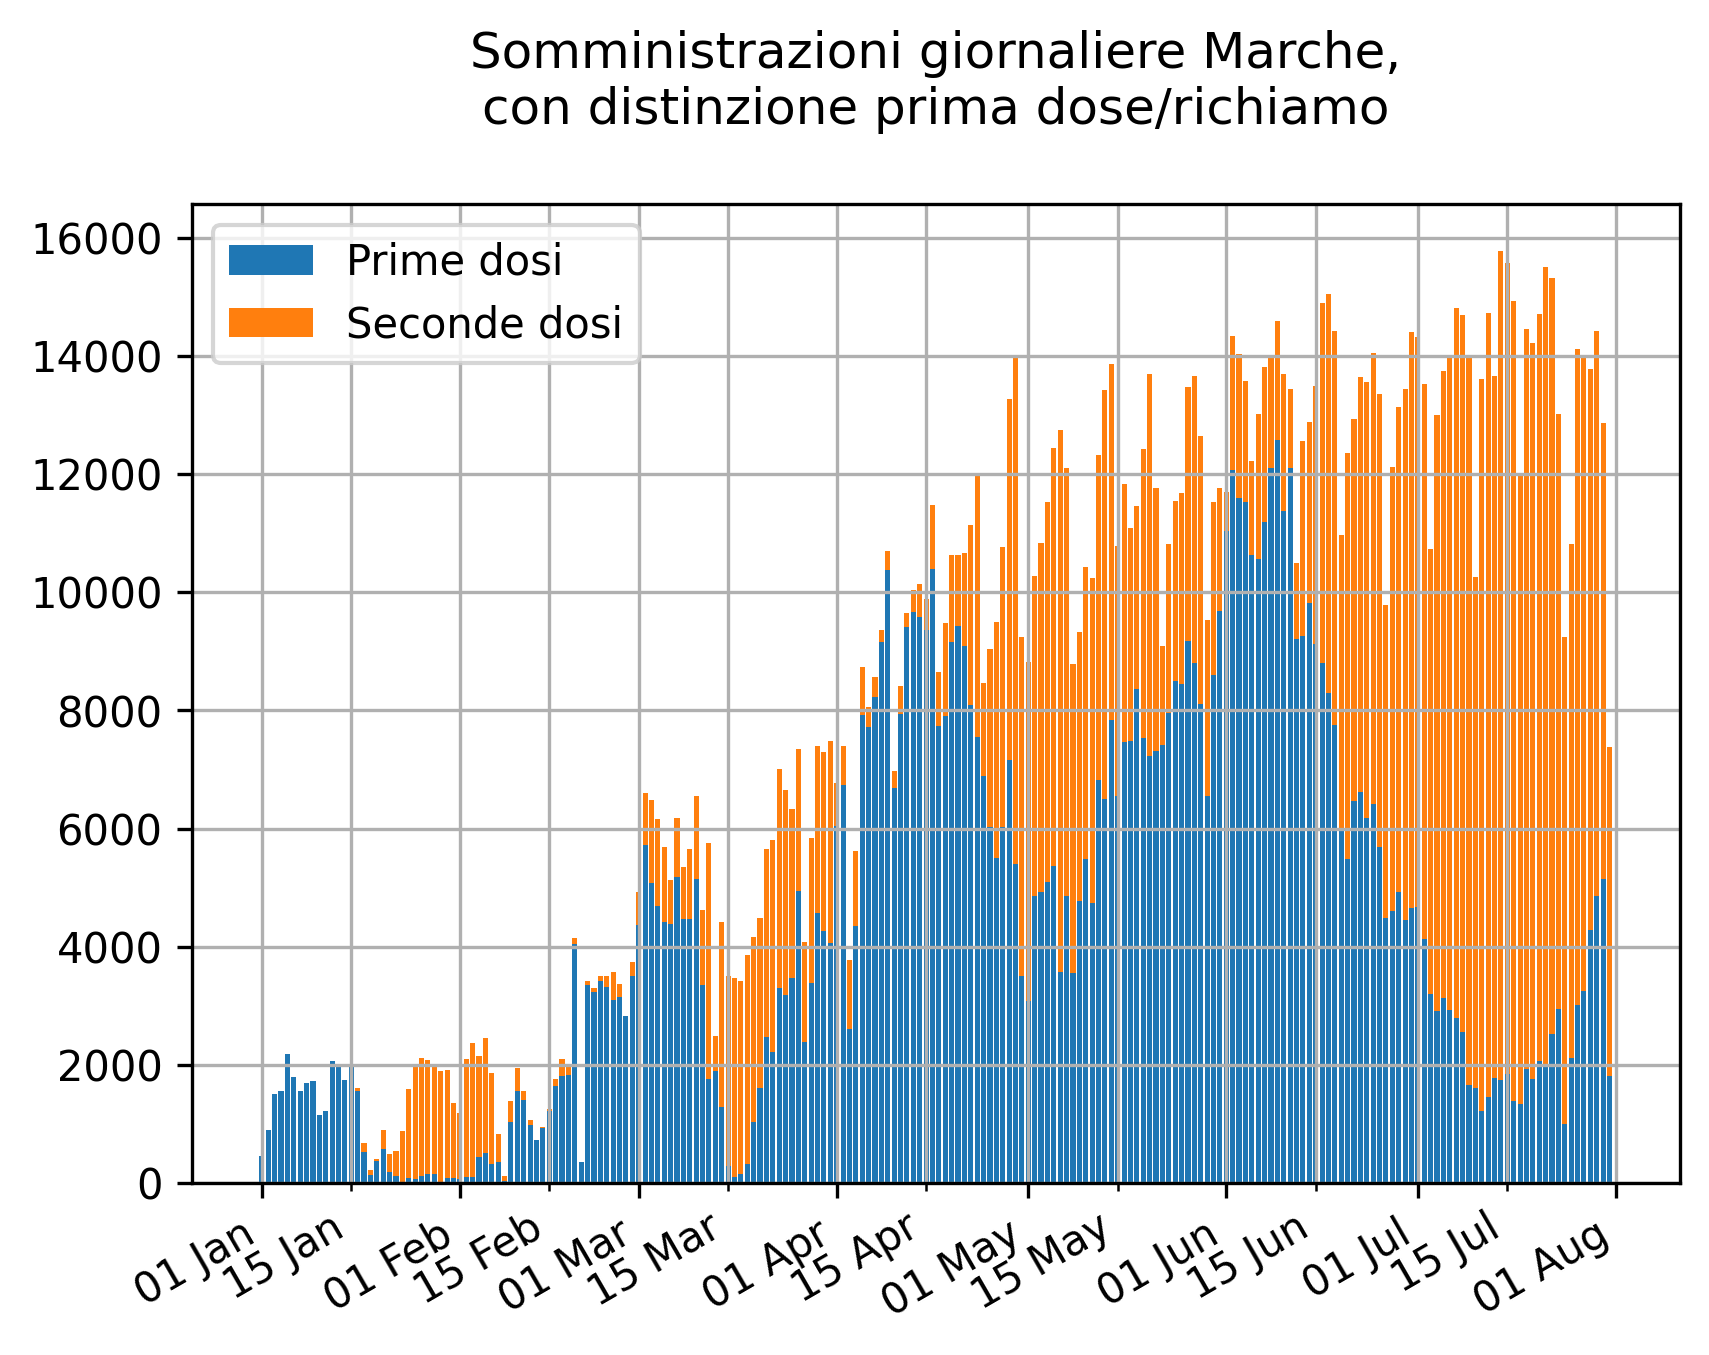 Somministrazioni giornaliere Marche,
con distinzione prima dose/richiamo
Prime dosi
Seconde dosi
16000
14000
12000
10000
8000
6000
4000
2000
0
01 Jan
15 Jan
01 Feb
15 Feb
01 Mar
15 Mar
01 Apr
15 Apr
01 May
15 May
01 Jun
15 Jun
01 Jul
15 Jul
01 Aug